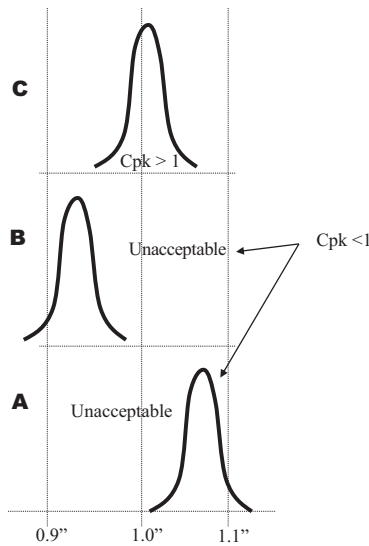 C
Cpk > 1
B
Unacceptable
Cpk <1
A
Unacceptable
0.9”
1.0”
1.1”